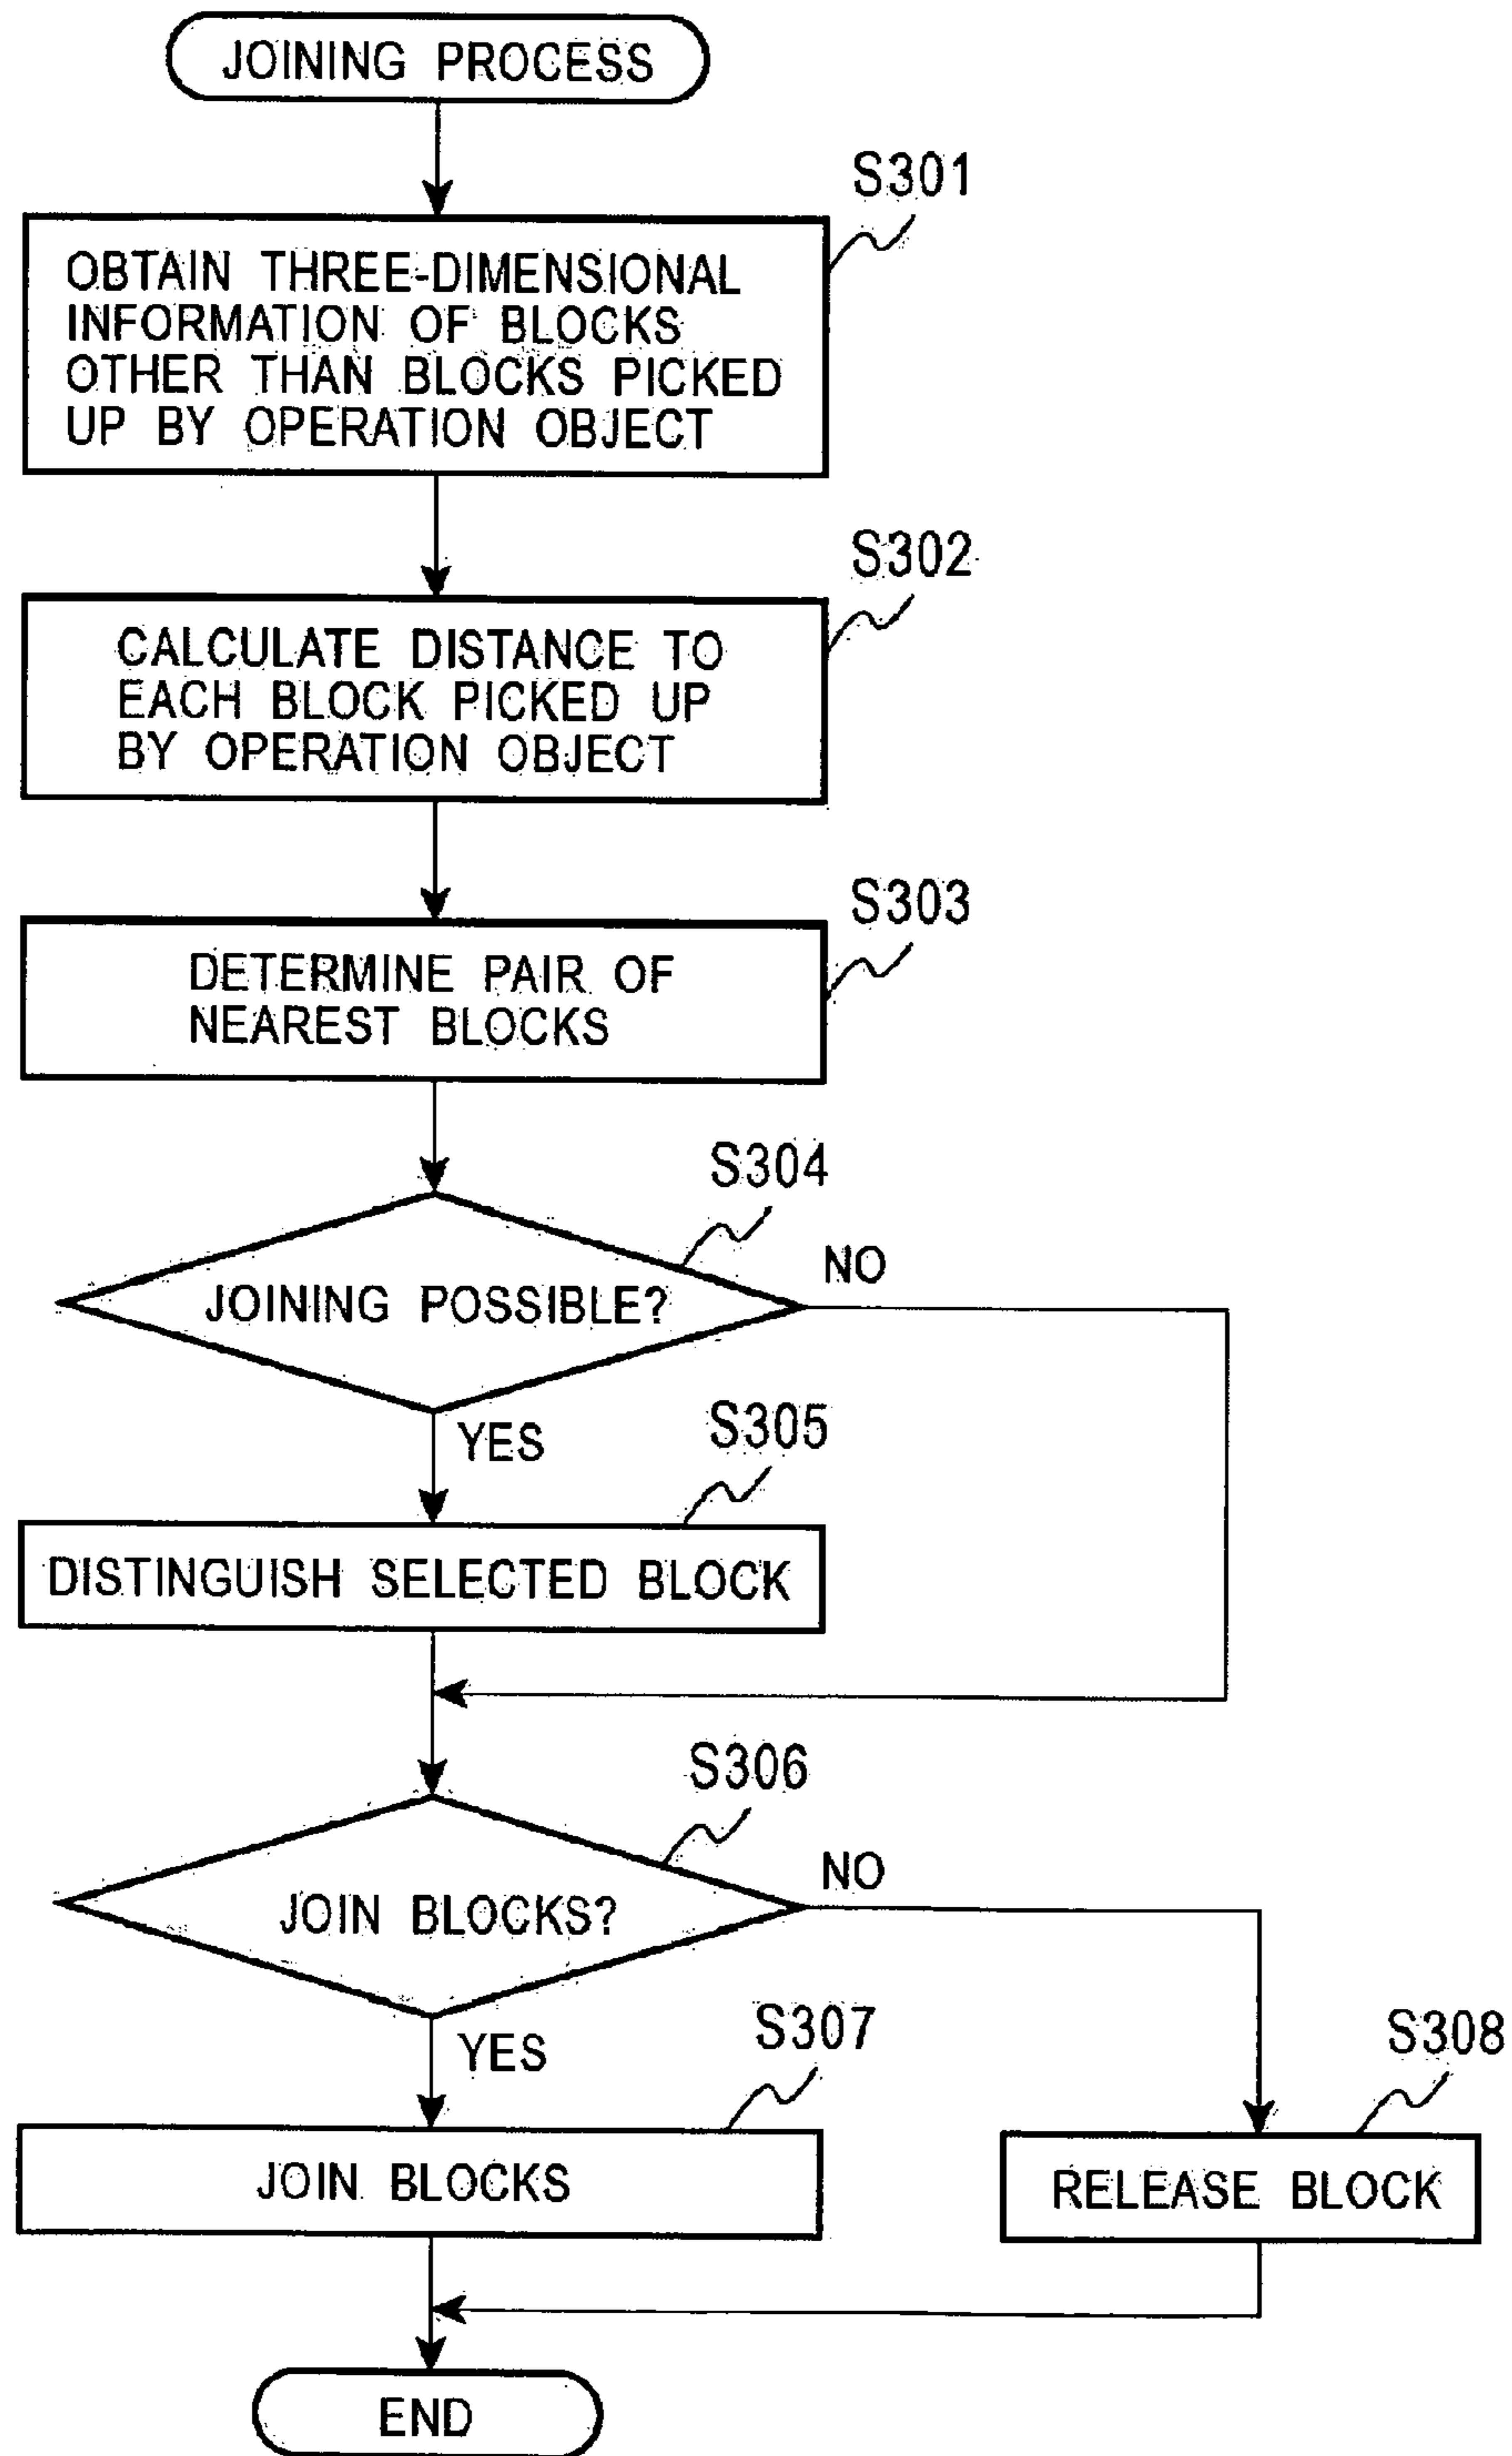 JOINING PROCESS
S301
OBTAIN THREE-DIMENSIONAL
INFORMATION OF BLOCKS
OTHER THAN BLOCKS PICKED
UP BY OPERATION OBJECT
S302
CALCULATE DISTANCE TO
EACH BLOCK PICKED UP
BY OPERATION OBJECT
S303
DETERMINE PAIR OF
NEAREST BLOCKS
S304
NO
JOINING POSSIBLE?
YES
S305
DISTINGUISH SELECTED BLOCK
S306
NO
JOIN BLOCKS?
YES
S307
S308
JOIN BLOCKS
RELEASE BLOCK
END